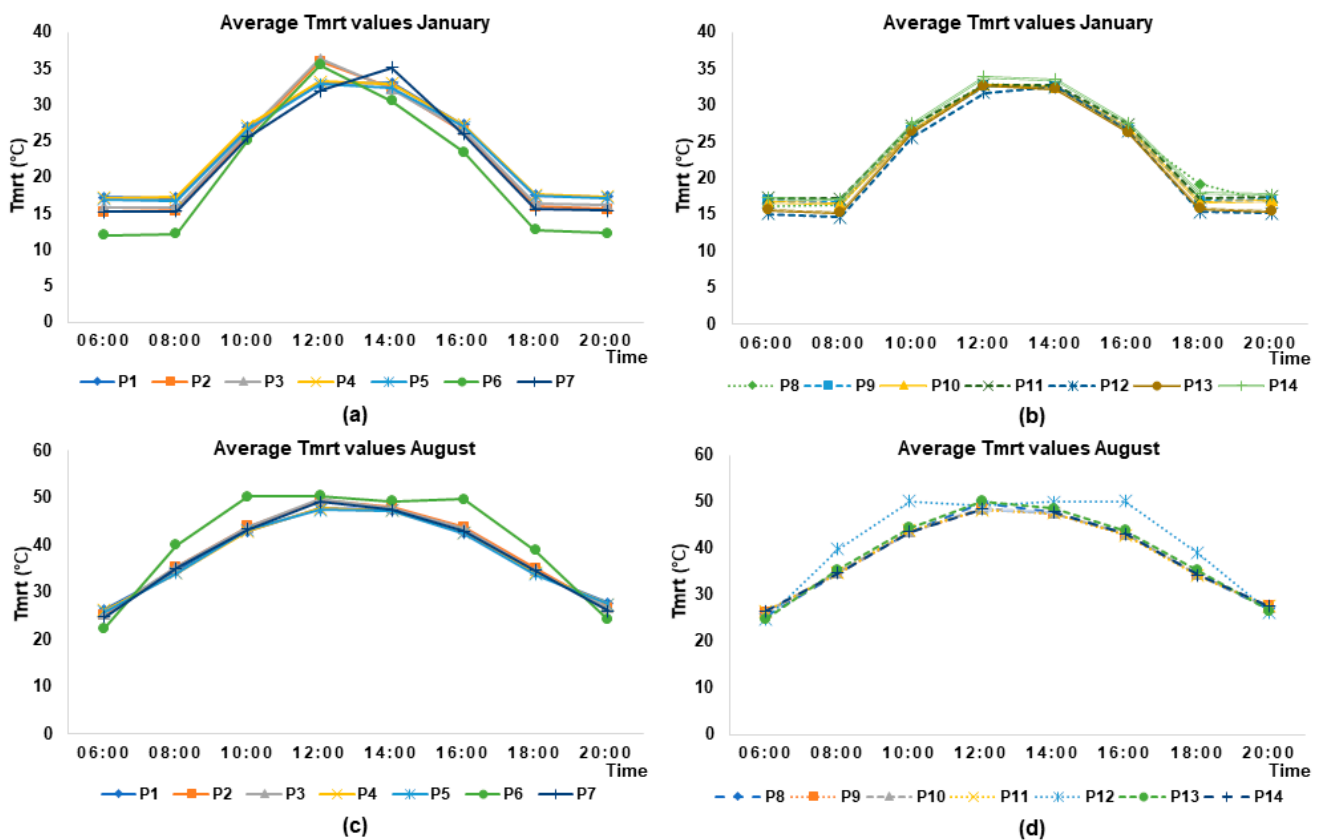 Average Tmrt values January
40
35
30
25
20
15
10
5
0
Tmrt (°C)
06:00 08:00 10:00 12:00 14:00 16:00 18:00 20:00
Time
P1 P2 P3 P4 P5 P6 P7
(a)
Average Tmrt values January
40
35
30
25
20
15
10
5
0
Tmrt (°C)
06:00 08:00 10:00 12:00 14:00 16:00 18:00 20:00
Time
P8 P9 P10 P11 P12 P13 P14
(b)
Average Tmrt values August
60
50
40
30
20
10
0
Tmrt (°C)
06:00 08:00 10:00 12:00 14:00 16:00 18:00 20:00
Time
P1 P2 P3 P4 P5 P6 P7
(c)
Average Tmrt values August
60
50
40
30
20
10
0
Tmrt (°C)
06:00 08:00 10:00 12:00 14:00 16:00 18:00 20:00
Time
P8 P9 P10 P11 P12 P13 P14
(d)